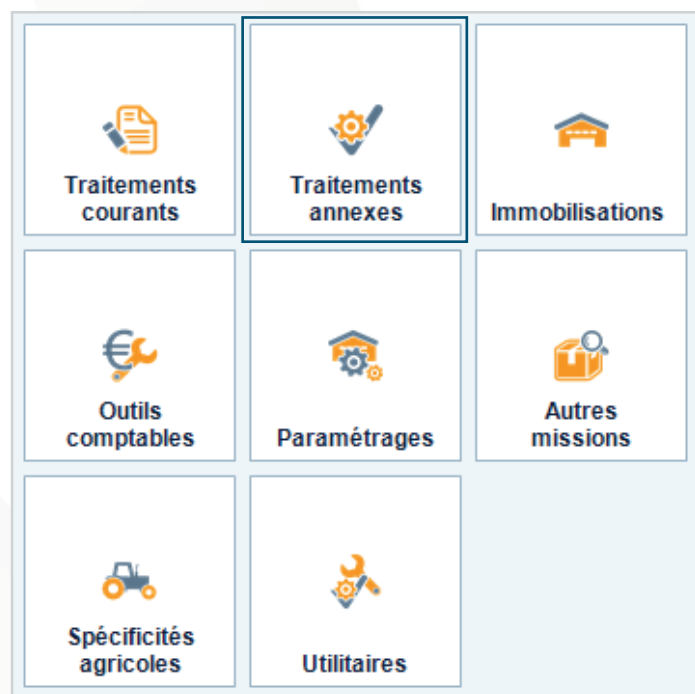 Traitements
courants
Traitements
annexes
Immobilisations
Outils
comptables
Paramétrages
Autres
missions
Spécificités
agricoles
Utilitaires